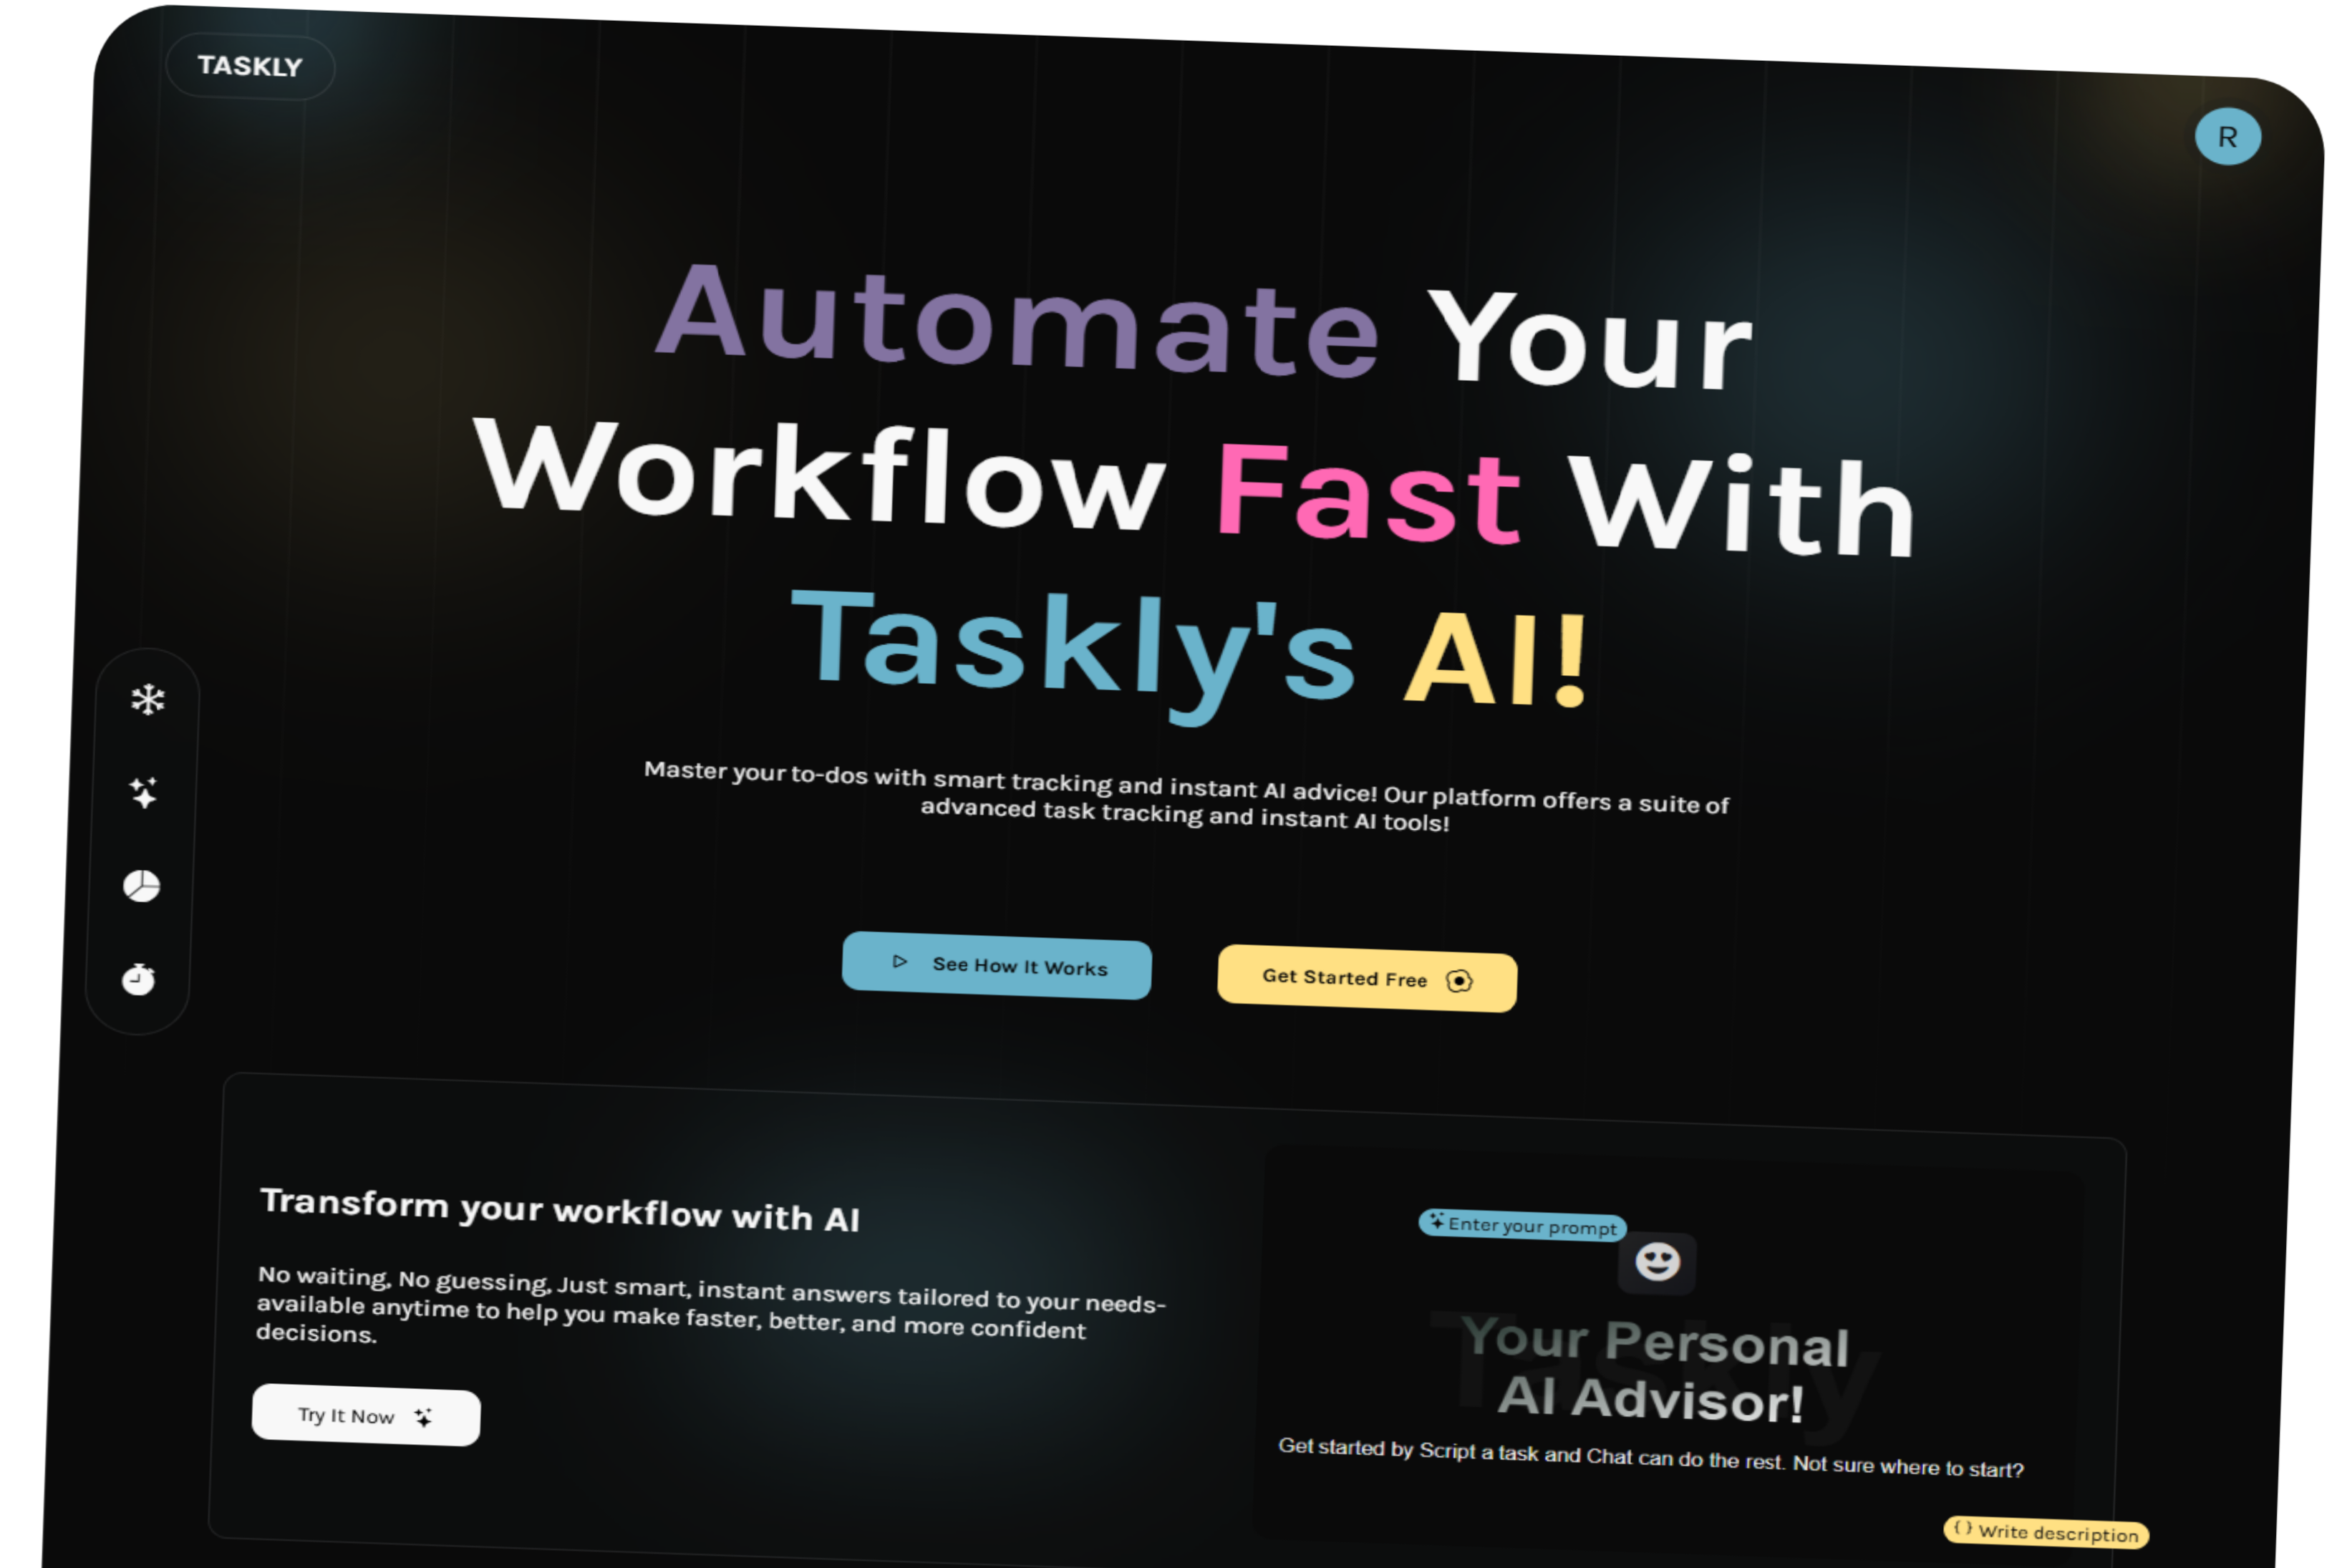 TASKLY
R
Automate Your
Workflow Fast With
Taskly's AI!
Master your to-dos with smart tracking and instant AI advice! Our platform offers a suite of
advanced task tracking and instant AI tools!
See How It Works
Get Started Free
Transform your workflow with AI
No waiting, No guessing, Just smart, instant answers tailored to your needs-
available anytime to help you make faster, better, and more confident
decisions.
Try It Now
Enter your prompt
Taskly
Your Personal
AI Advisor!
Get started by Script a task and Chat can do the rest. Not sure where to start?
{ } Write description